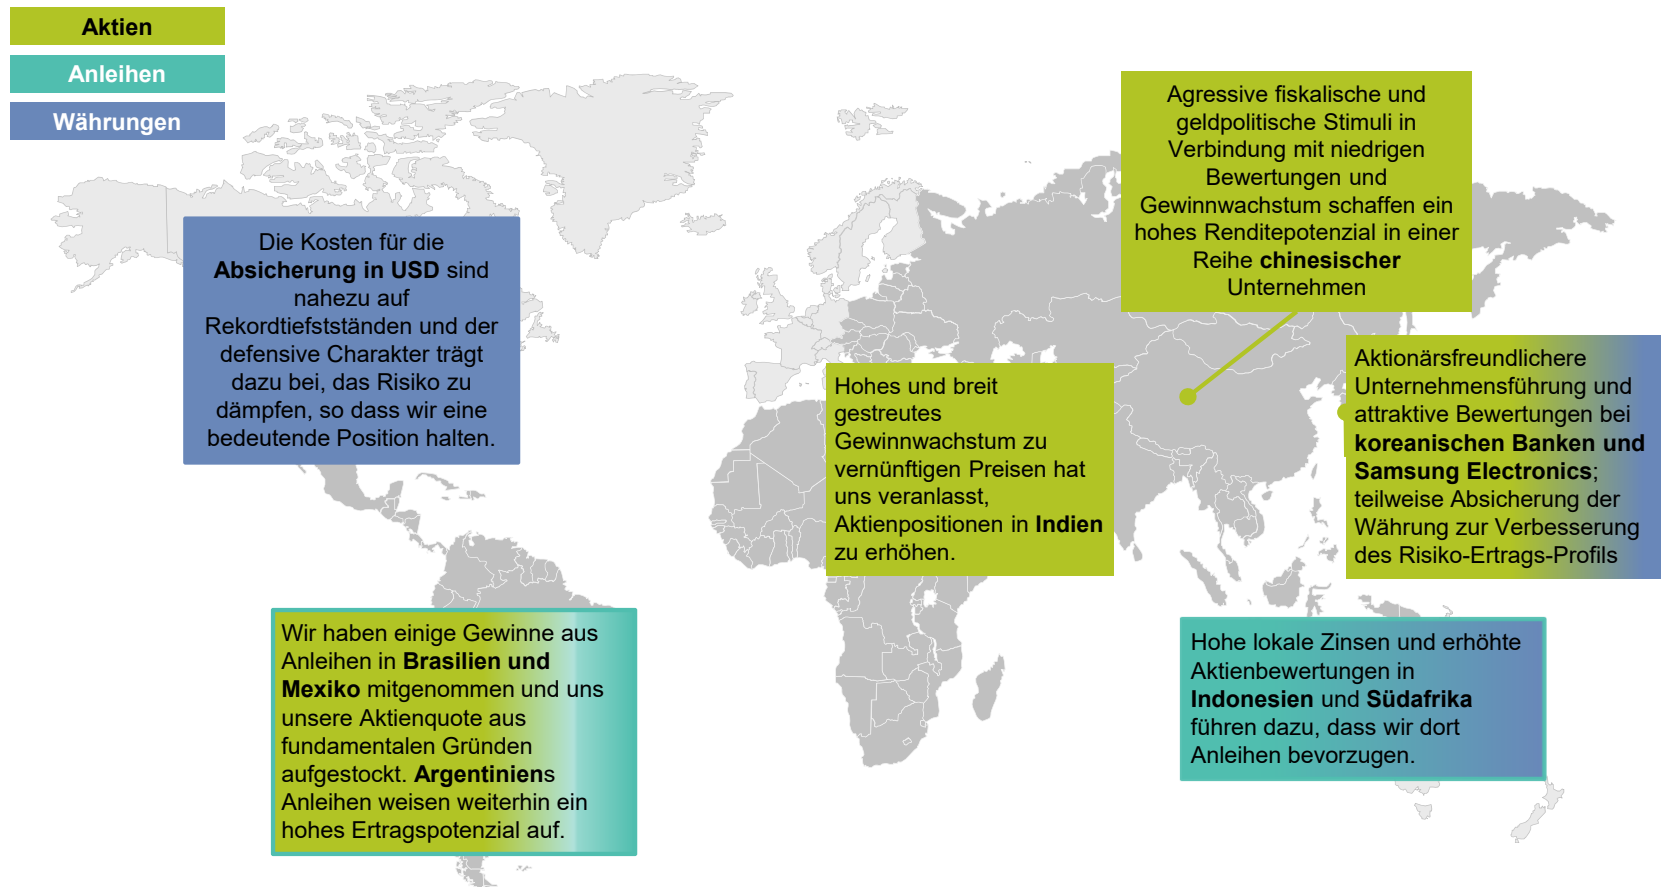 Aktien
Anleihen
Währungen
Die Kosten für die
Absicherung in USD sind
nahezu auf
Rekordtiefstständen und der
defensive Charakter trägt
dazu bei, das Risiko zu
dämpfen, so dass wir eine
bedeutende Position halten.
Agressive fiskalische und
geldpolitische Stimuli in
Verbindung mit niedrigen
Bewertungen und
Gewinnwachstum schaffen ein
hohes Renditepotenzial in einer
Reihe chinesischer
Unternehmen
Hohes und breit
gestreutes
Gewinnwachstum zu
vernünftigen Preisen hat
uns veranlasst,
Aktienpositionen in Indien
zu erhöhen.
Aktionärsfreundlichere
Unternehmensführung und
attraktive Bewertungen bei
koreanischen Banken und
Samsung Electronics;
teilweise Absicherung der
Währung zur Verbesserung
des Risiko-Ertrags-Profils
Wir haben einige Gewinne aus
Anleihen in Brasilien und
Mexiko mitgenommen und uns
unsere Aktienquote aus
fundamentalen Gründen
aufgestockt. Argentiniens
Anleihen weisen weiterhin ein
hohes Ertragspotenzial auf.
Hohe lokale Zinsen und erhöhte
Aktienbewertungen in
Indonesien und Südafrika
führen dazu, dass wir dort
Anleihen bevorzugen.